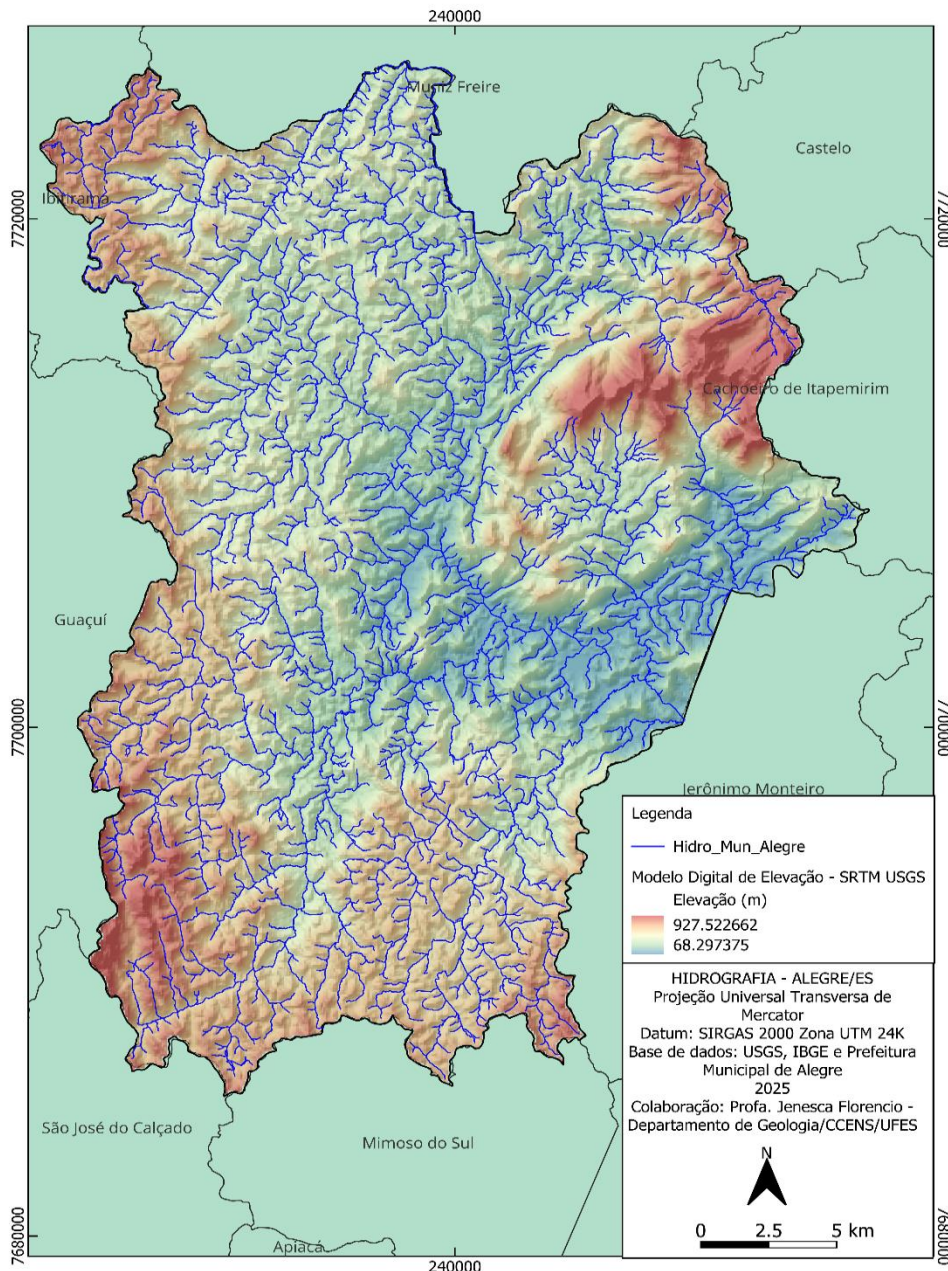 240000
Muniz Freire
Castelo
Ibitirama
7720000
7720000
Cachoeiro de Itapemirim
Guaçuí
7700000
7700000
Jerônimo Monteiro
Legenda
Hidro_Mun_Alegre
Modelo Digital de Elevação - SRTM USGS
Elevação (m)
927.522662
68.297375
HIDROGRAFIA - ALEGRE/ES
Projeção Universal Transversa de
Mercator
Datum: SIRGAS 2000 Zona UTM 24K
Base de dados: USGS, IBGE e Prefeitura
Municipal de Alegre
2025
Colaboração: Profa. Jenesca Florencio -
Departamento de Geologia/CCENS/UFES
São José do Calçado
Mimoso do Sul
N
0 2.5 5 km
7680000
7680000
Apiacá
240000